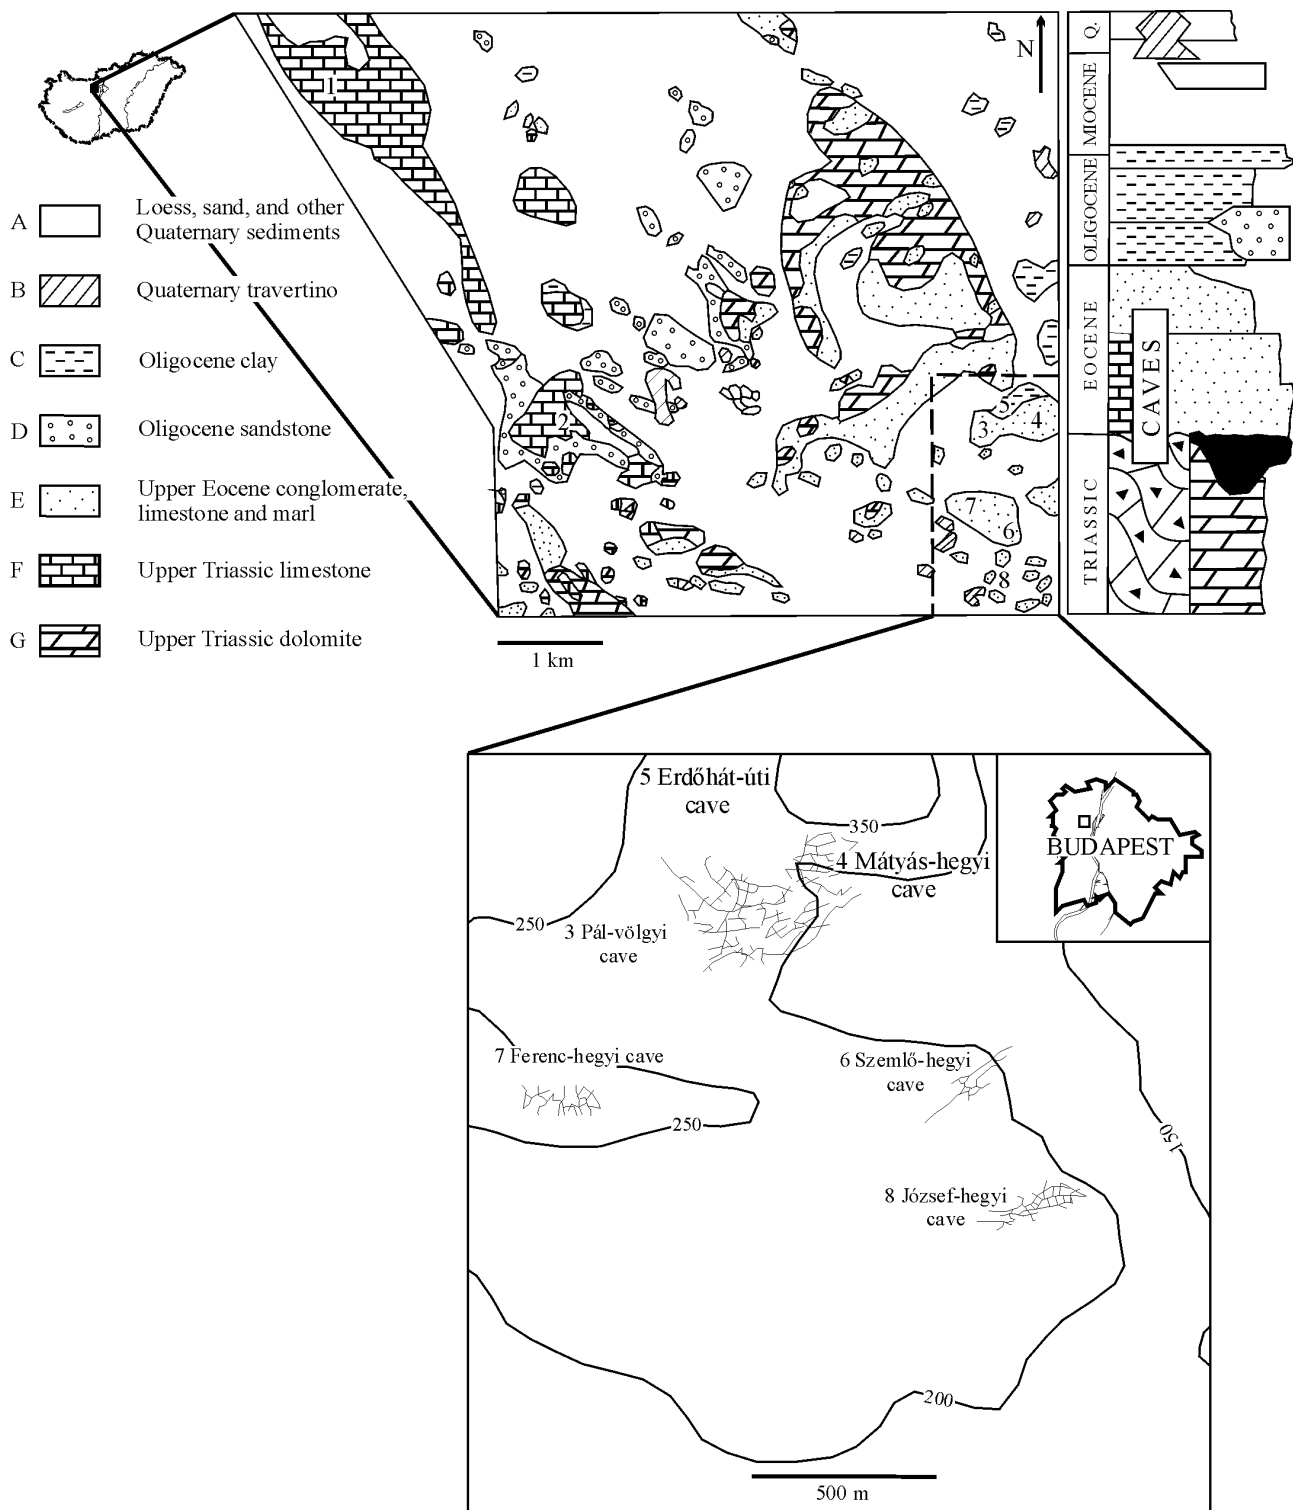 N
Q.
MIOCENE
OLIGOCENE
EOCENE
TRIASSIC
CAVES
1
2
3
4
5
6
7
8
A
Loess, sand, and other
Quaternary sediments
B
Quaternary travertino
C
Oligocene clay
D
Oligocene sandstone
E
Upper Eocene conglomerate,
limestone and marl
F
Upper Triassic limestone
G
Upper Triassic dolomite
1 km
5 Erdőhát-úti
cave
350
4 Mátyás-hegyi
cave
BUDAPEST
250
3 Pál-völgyi
cave
7 Ferenc-hegyi cave
6 Szemlő-hegyi
cave
250
150
8 József-hegyi
cave
200
500 m